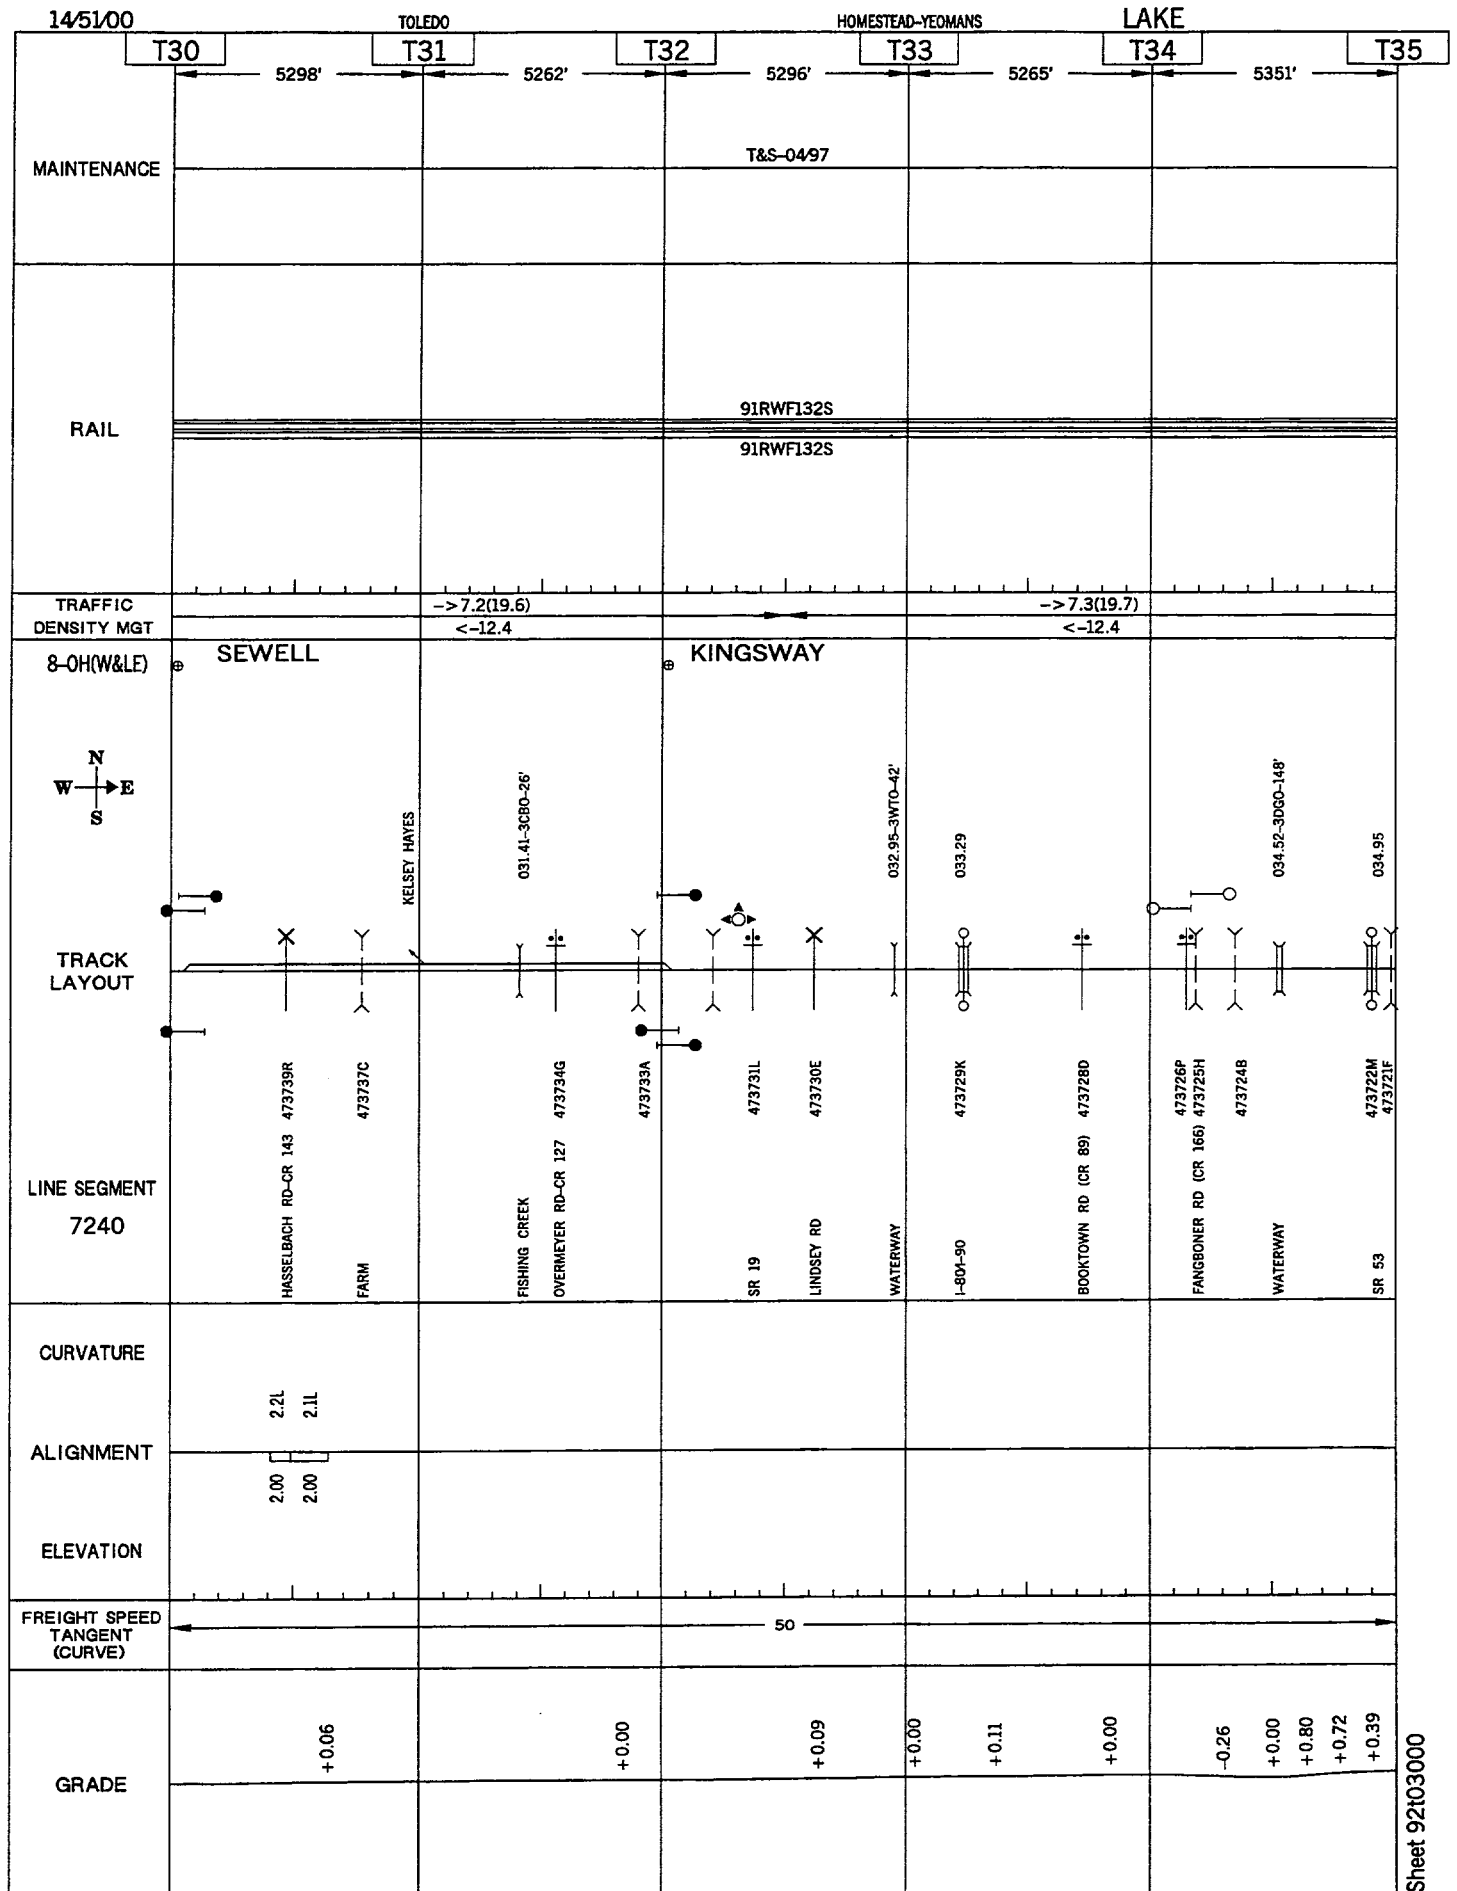 14/51/00
TOLEDO
HOMESTEAD-YEOMANS
LAKE
T30
T31
T32
T33
T34
T35
5298'
5262'
5296'
5265'
5351'
MAINTENANCE
T&S-04/97
RAIL
91RWF132S
91RWF132S
TRAFFIC
DENSITY MGT
->7.2(19.6)
<-12.4
->7.3(19.7)
<-12.4
8-OH(W&LE)
SEWELL
KINGSWAY
N
W
E
S
KELSEY HAYES
031.41-3CBO-26'
032.95-3WTO-42'
033.29
034.52-3DGO-148'
034.95
TRACK
LAYOUT
LINE SEGMENT
7240
HASSELBACH RD-CR 143 473739R
FARM 473737C
FISHING CREEK
OVERMEYER RD-CR 127 473734G
473733A
SR 19 473731L
LINDSEY RD 473730E
WATERWAY
I-80/I-90 473729K
BOOKTOWN RD (CR 89) 473728D
473726P
FANGBONER RD (CR 166) 473725H
473724B
WATERWAY
SR 53 473722M
473721F
CURVATURE
2.2L
2.1L
ALIGNMENT
2.00
2.00
ELEVATION
FREIGHT SPEED
TANGENT
(CURVE)
50
GRADE
+0.06
+0.00
+0.09
+0.00
+0.11
+0.00
-0.26
+0.00
+0.80
+0.72
+0.39
Sheet 92t03000